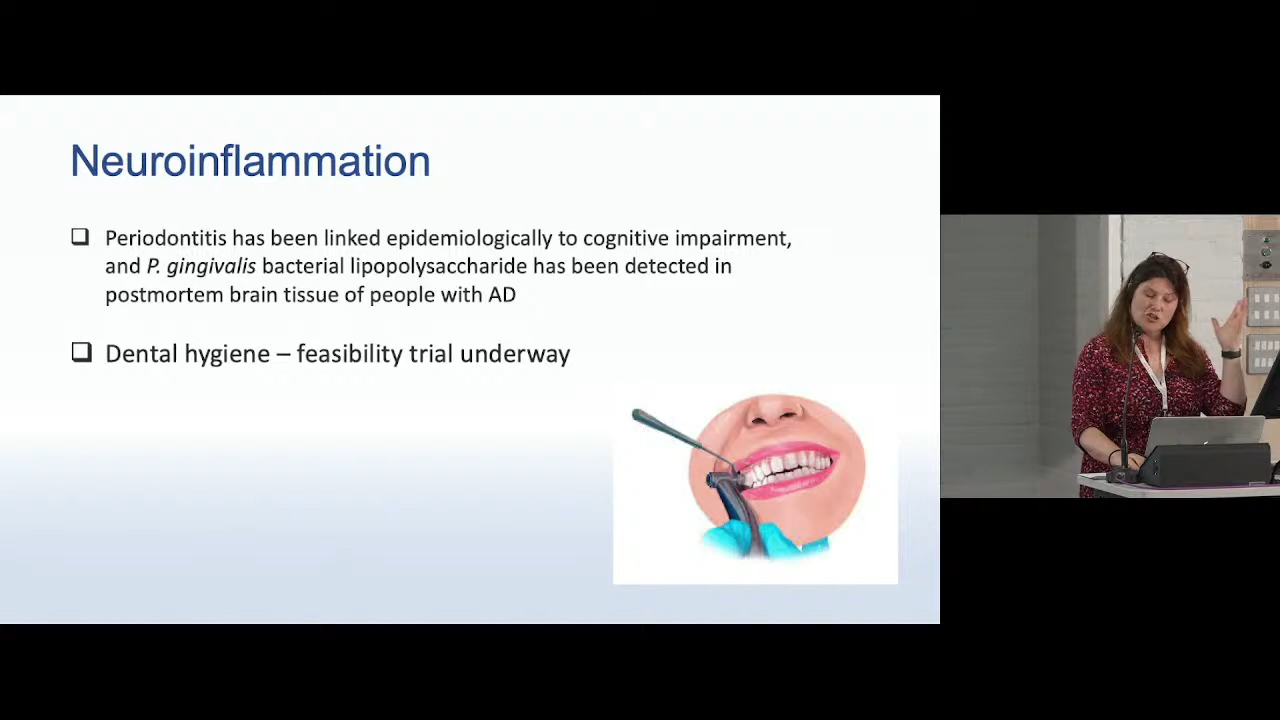 Neuroinflammation
Periodontitis has been linked epidemiologically to cognitive impairment,
and P. gingivalis bacterial lipopolysaccharide has been detected in
postmortem brain tissue of people with AD
Dental hygiene – feasibility trial underway